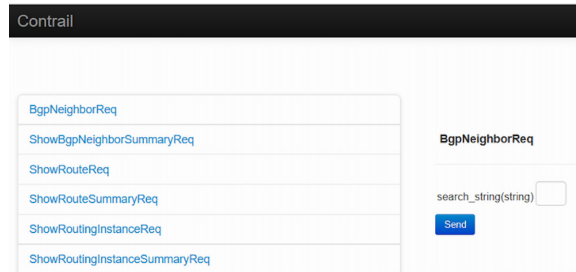 Contrail
BgpNeighborReq
ShowBgpNeighborSummaryReq
ShowRouteReq
ShowRouteSummaryReq
ShowRoutingInstanceReq
ShowRoutingInstanceSummaryReq
BgpNeighborReq
search_string(string)
Send